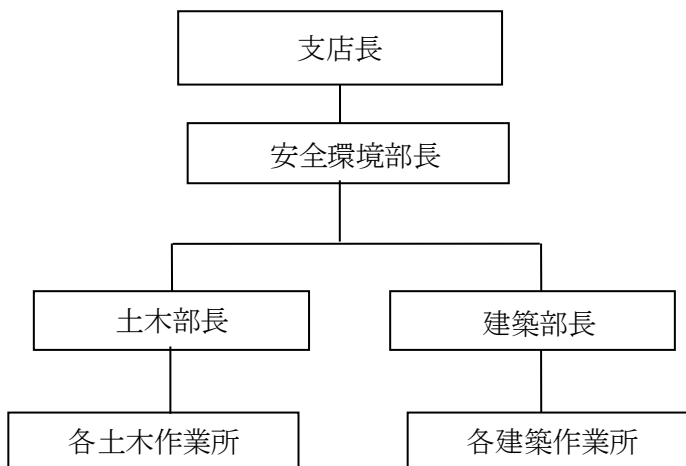 支店長
安全環境部長
土木部長
建築部長
各土木作業所
各建築作業所